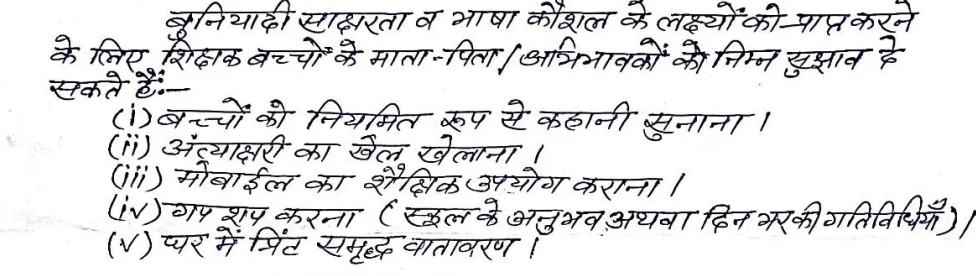 बुनियादी साक्षरता व भाषा कौशल के लक्ष्यों को प्राप्त करने
के लिए शिक्षक बच्चों के माता-पिता/अभिभावकों को निम्न सुझाव दे
सकते हैं:-
(i) बच्चों को नियमित रूप से कहानी सुनाना।
(ii) अंत्याक्षरी का खेल खेलाना।
(iii) मोबाईल का शैक्षिक उपयोग कराना।
(iv) गप शप करना (स्कूल के अनुभव अथवा दिन भर की गतिविधियाँ)।
(v) घर में प्रिंट समृद्ध वातावरण।